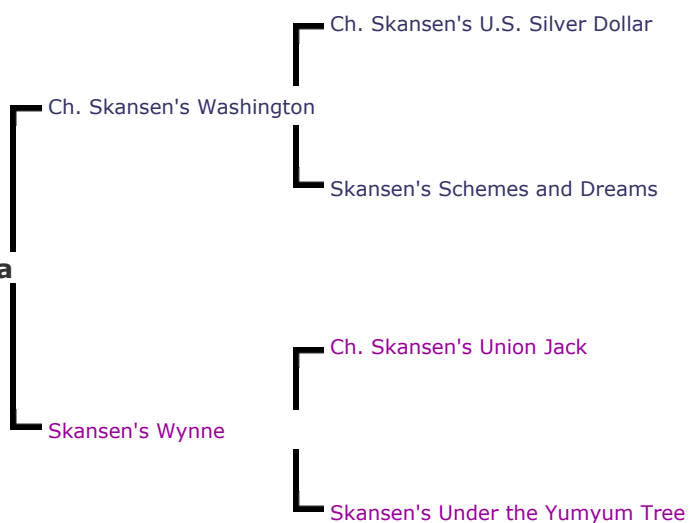 Ch. Skansen's U.S. Silver Dollar
Ch. Skansen's Washington
Skansen's Schemes and Dreams
a
Ch. Skansen's Union Jack
Skansen's Wynne
Skansen's Under the Yumyum Tree